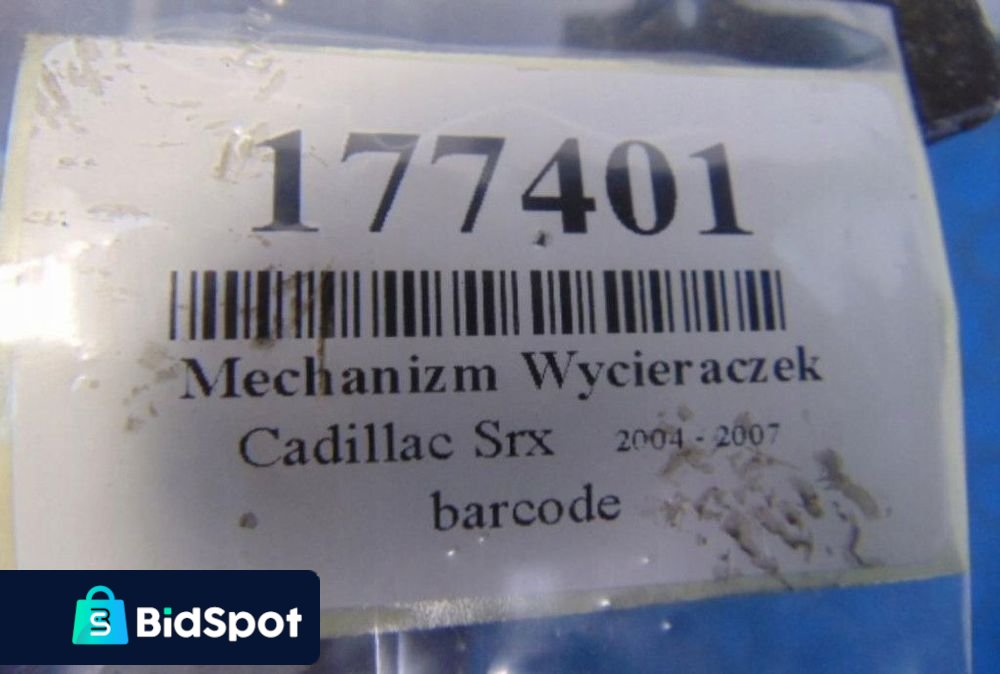 177401
Mechanizm Wycieraczek
Cadillac Srx 2004 - 2007
barcode
BidSpot